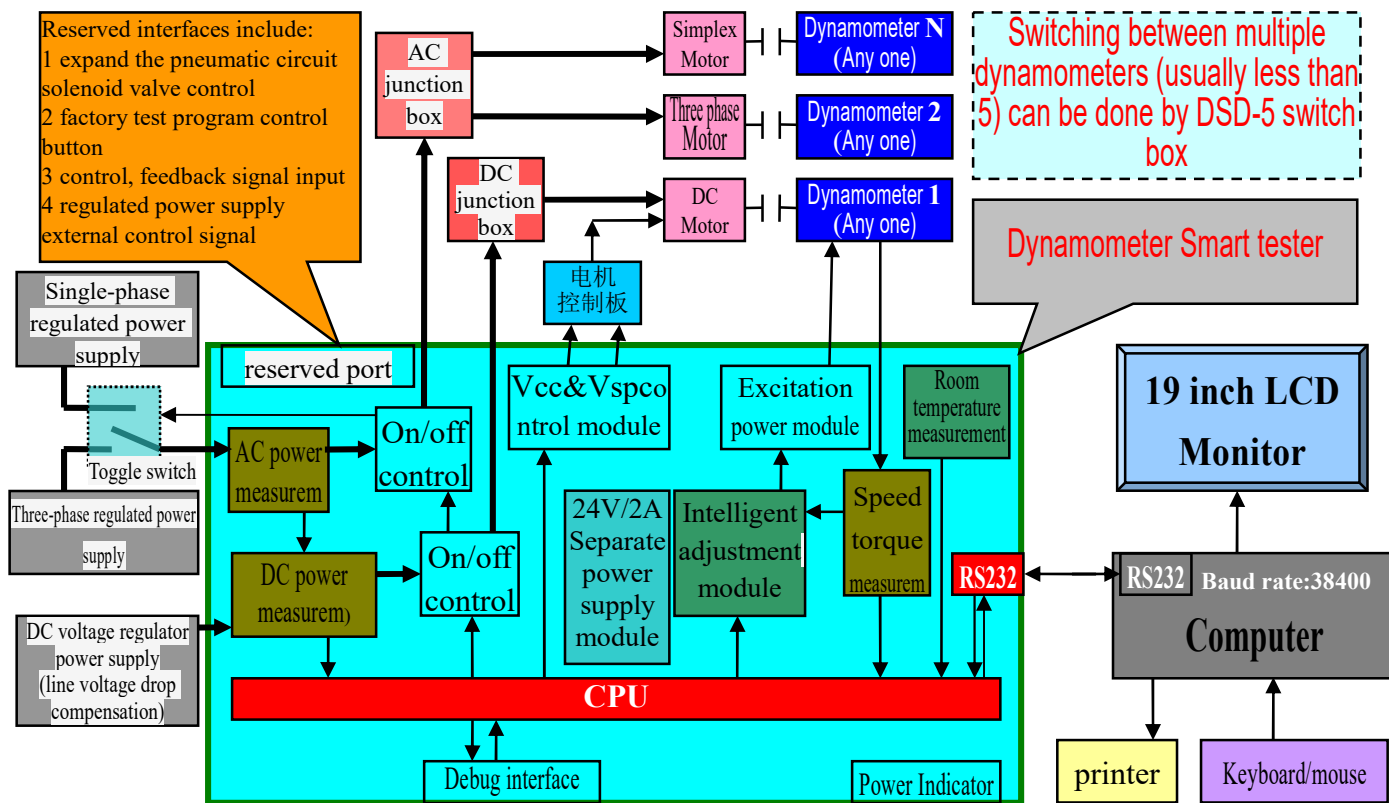 Reserved interfaces include:
1 expand the pneumatic circuit
solenoid valve control
2 factory test program control
button
3 control, feedback signal input
4 regulated power supply
external control signal
AC
junction
box
DC
junction
box
Simplex
Motor
Three phase
Motor
DC
Motor
Dynamometer N
(Any one)
Dynamometer 2
(Any one)
Dynamometer 1
(Any one)
Switching between multiple
dynamometers (usually less than
5) can be done by DSD-5 switch
box
Dynamometer Smart tester
电机
控制板
Single-phase
regulated power
supply
Toggle switch
Three-phase regulated power
supply
DC voltage regulator
power supply
(line voltage drop
compensation)
reserved port
AC power
measurem
On/off
control
DC power
measurem)
On/off
control
Vcc&Vspco
ntrol module
Excitation
power module
Room
temperature
measurement
24V/2A
Separate
power
supply
module
Intelligent
adjustment
module
Speed
torque
measurem
RS232
CPU
Debug interface
Power Indicator
19 inch LCD
Monitor
RS232
Baud rate:38400
Computer
printer
Keyboard/mouse